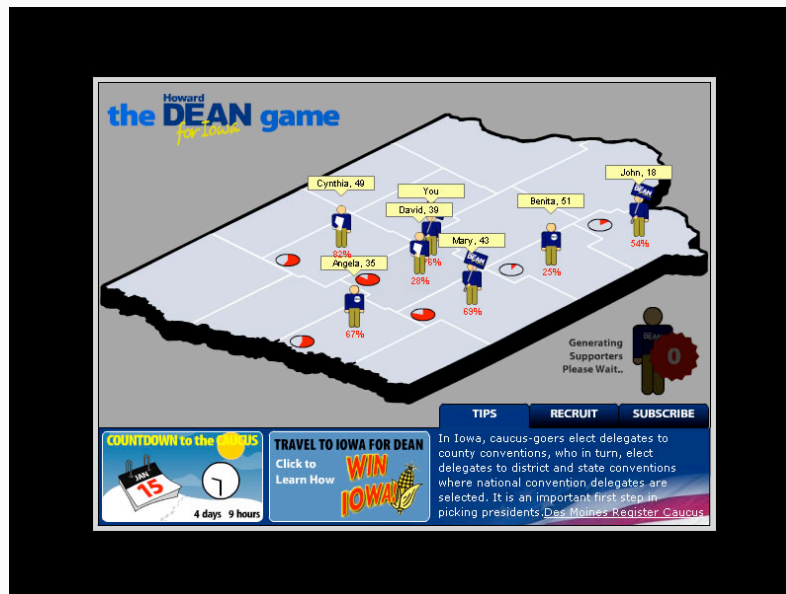 Howard
the DEAN game
for Iowa
John, 18
Cynthia, 49
You
Benita, 51
David, 39
DEAN
Mary, 43
54%
82%
76%
Angela, 35
DEAN
28%
25%
69%
67%
Generating
Supporters
Please Wait..
DEAN
0
TIPS
RECRUIT
SUBSCRIBE
COUNTDOWN to the CAUCUS
JAN
15
4 days 9 hours
TRAVEL TO IOWA FOR DEAN
Click to
Learn How
WIN
IOWA!
In Iowa, caucus-goers elect delegates to
county conventions, who in turn, elect
delegates to district and state conventions
where national convention delegates are
selected. It is an important first step in
picking presidents.Des Moines Register Caucus